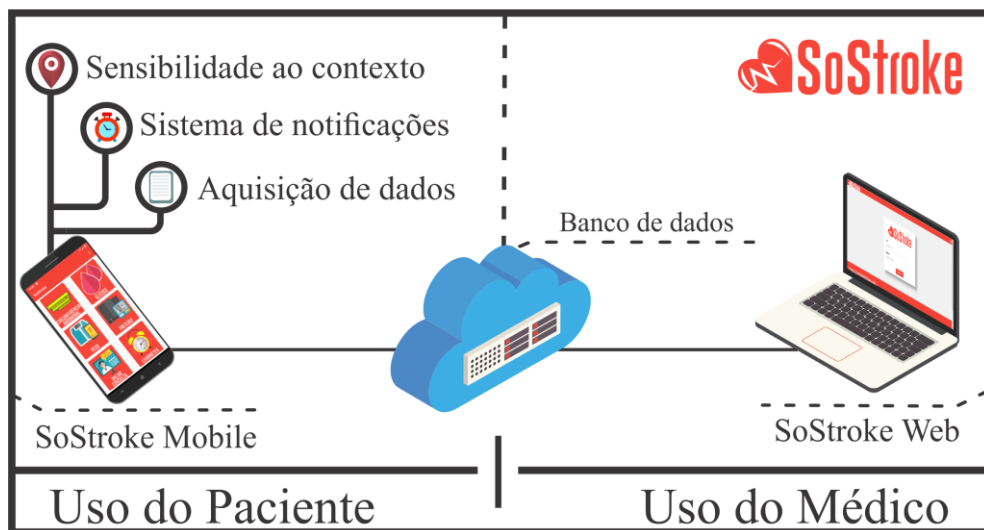 Sensibilidade ao contexto
SoStroke
Sistema de notificações
Aquisição de dados
Banco de dados
SoStroke
SoStroke Mobile
SoStroke Web
Uso do Paciente
Uso do Médico